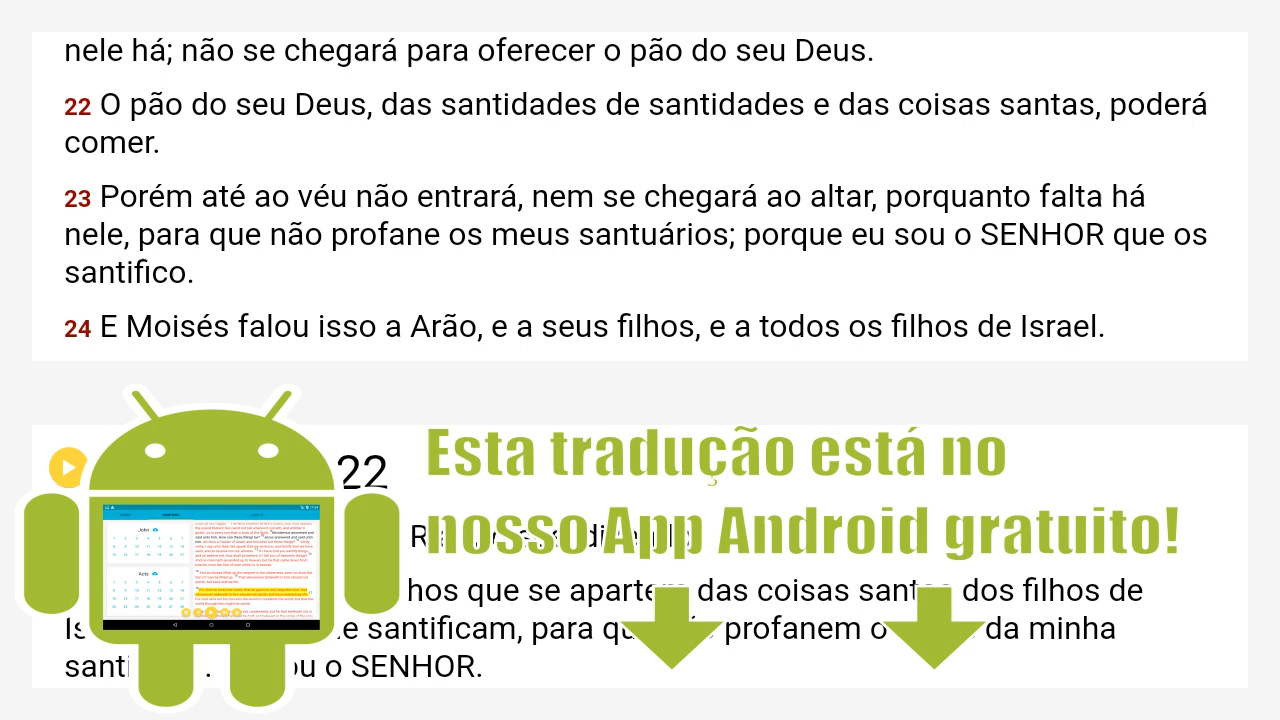 nele há; não se chegará para oferecer o pão do seu Deus.
22 O pão do seu Deus, das santidades de santidades e das coisas santas, poderá
comer.
23 Porém até ao véu não entrará, nem se chegará ao altar, porquanto falta há
nele, para que não profane os meus santuários; porque eu sou o SENHOR que os
santifico.
24 E Moisés falou isso a Arão, e a seus filhos, e a todos os filhos de Israel.
22
Esta tradução está no
nosso App Android gratuito!
John
Acts
hos que se aparte das coisas dos filhos de
santificam, para profanem da minha
o SENHOR.